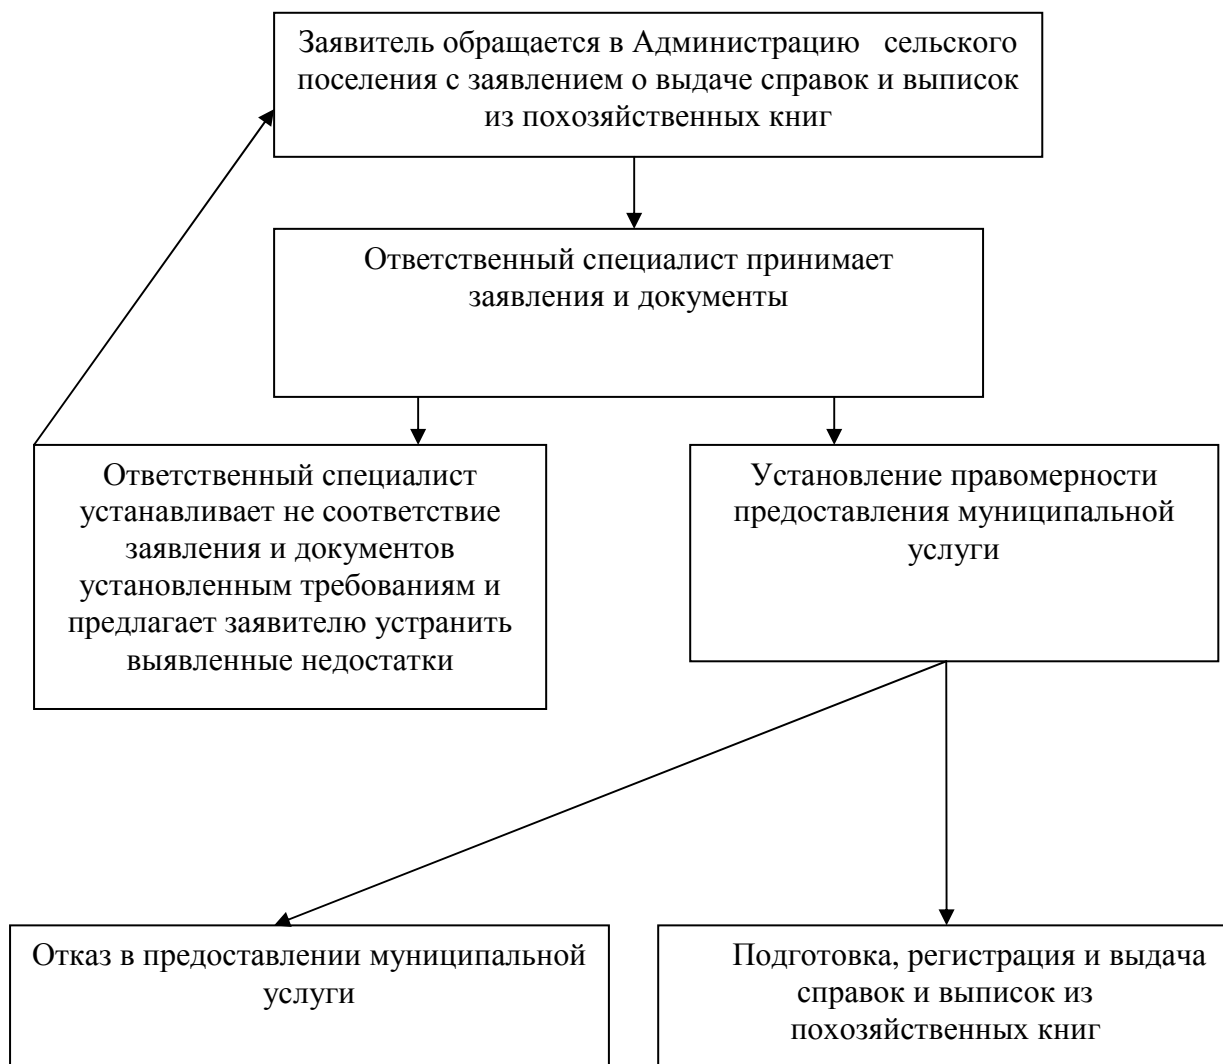 Заявитель обращается в Администрацию сельского
поселения с заявлением о выдаче справок и выписок
из похозяйственных книг
Ответственный специалист принимает
заявления и документы
Ответственный специалист
устанавливает не соответствие
заявления и документов
установленным требованиям и
предлагает заявителю устранить
выявленные недостатки
Установление правомерности
предоставления муниципальной
услуги
Отказ в предоставлении муниципальной
услуги
Подготовка, регистрация и выдача
справок и выписок из
похозяйственных книг